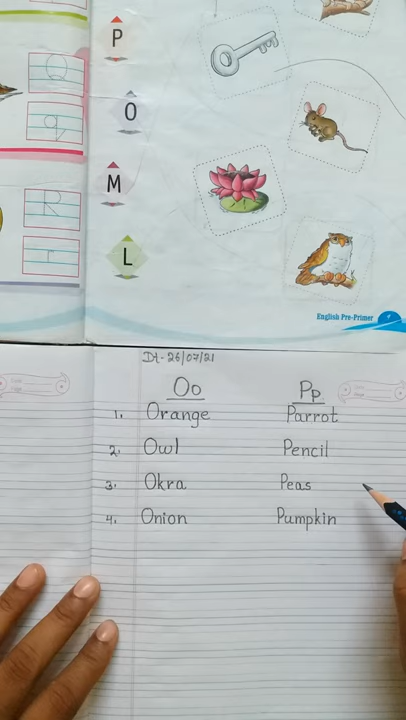 P
O
M
L
Q
q
R
r
English Pre-Primer
Dt- 26/07/21
Oo Pp
1. Orange Parrot
2. Owl Pencil
3. Okra Peas
4. Onion Pumpkin